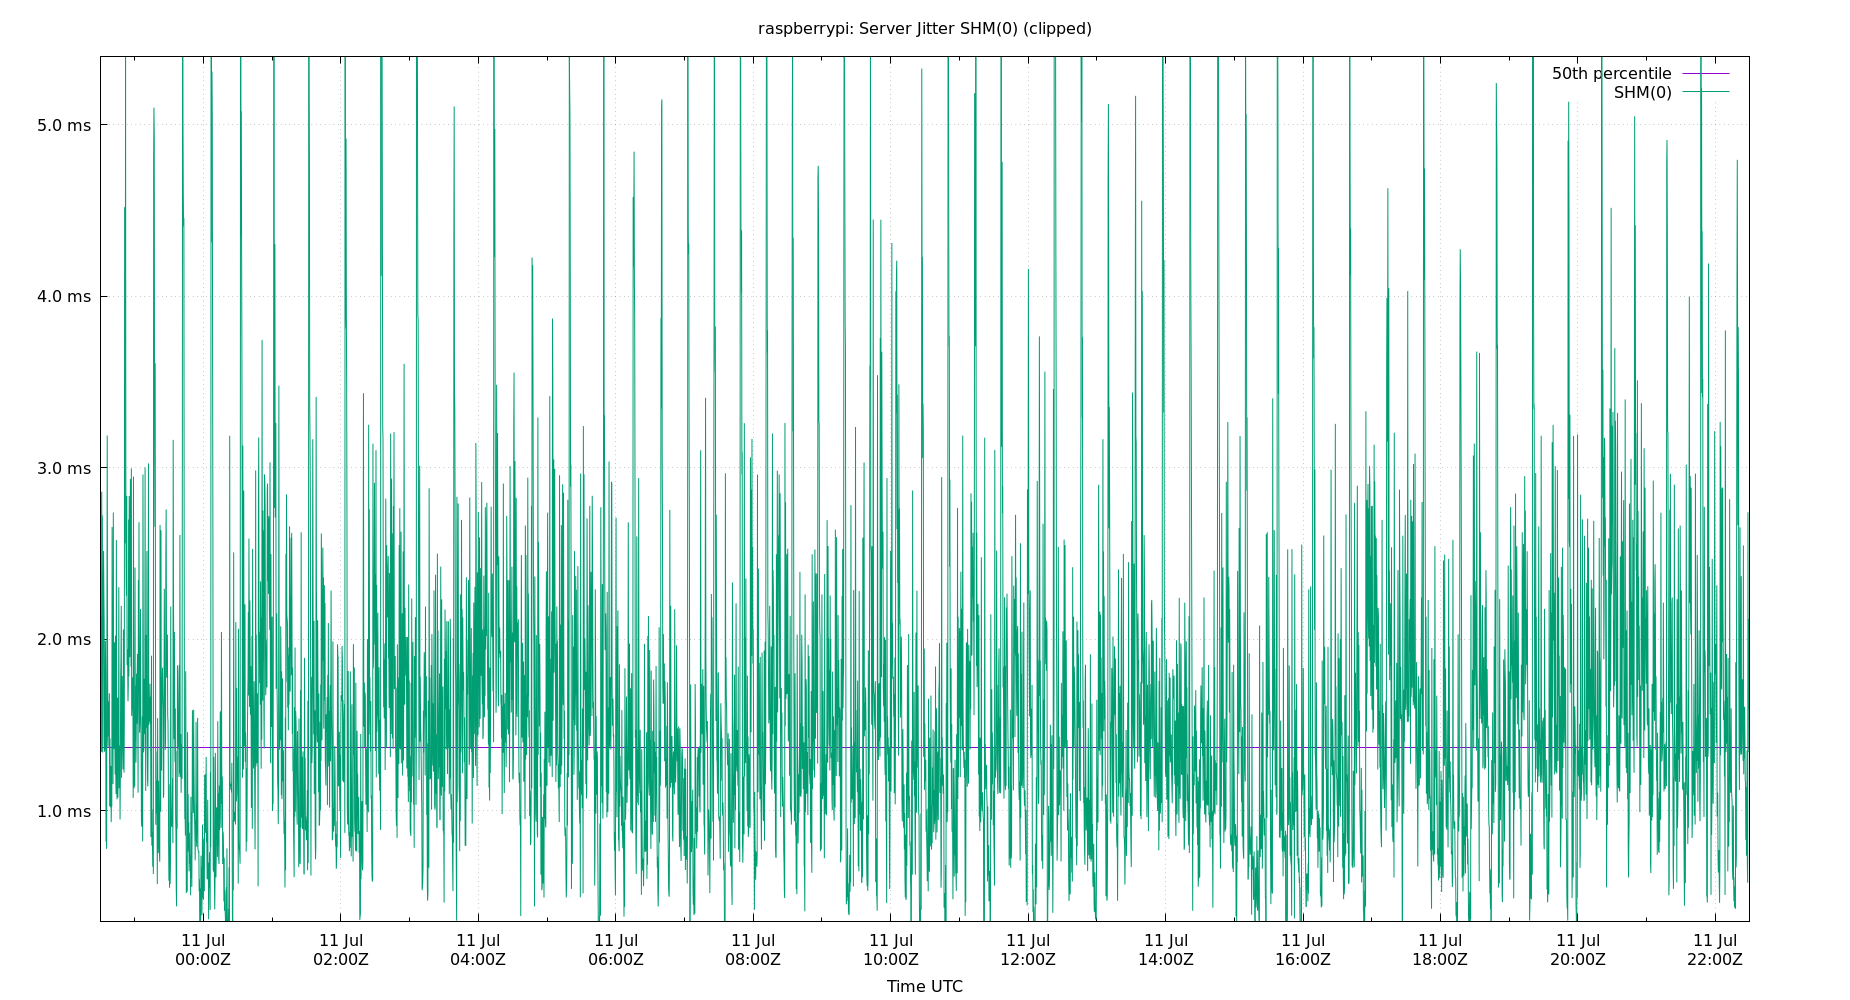 raspberrypi: Server Jitter SHM(0) (clipped)
50th percentile
SHM(0)
5.0 ms
4.0 ms
3.0 ms
2.0 ms
1.0 ms
11 Jul 11 Jul 11 Jul 11 Jul 11 Jul 11 Jul 11 Jul 11 Jul 11 Jul 11 Jul 11 Jul 11 Jul
00:00Z 02:00Z 04:00Z 06:00Z 08:00Z 10:00Z 12:00Z 14:00Z 16:00Z 18:00Z 20:00Z 22:00Z
Time UTC